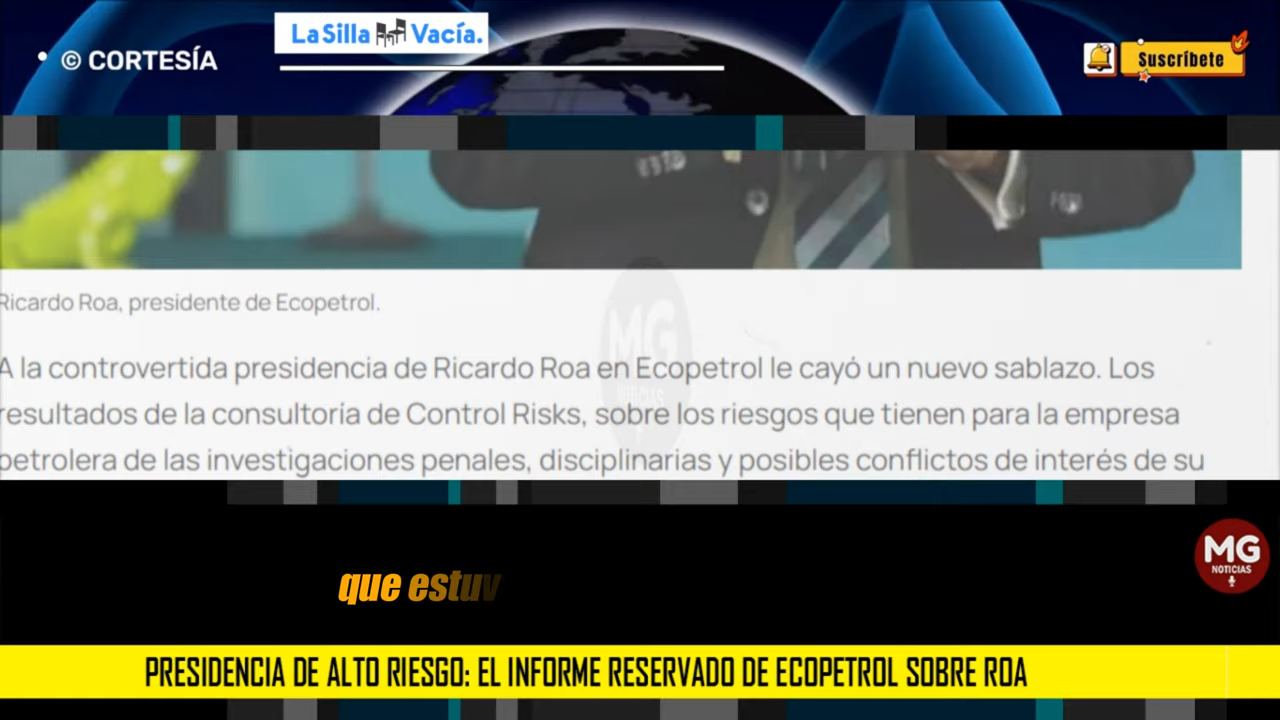 © CORTESÍA
La Silla Vacía.
Suscríbete
Ricardo Roa, presidente de Ecopetrol.
A la controvertida presidencia de Ricardo Roa en Ecopetrol le cayó un nuevo sablazo. Los
resultados de la consultoría de Control Risks, sobre los riesgos que tienen para la empresa
petrolera de las investigaciones penales, disciplinarias y posibles conflictos de interés de su
MG
NOTICIAS
que estuv
MG
NOTICIAS
PRESIDENCIA DE ALTO RIESGO: EL INFORME RESERVADO DE ECOPETROL SOBRE ROA